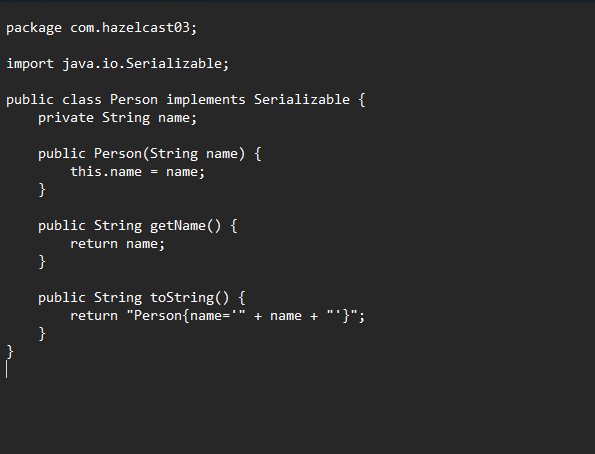 package com.hazelcast03;
import java.io.Serializable;
public class Person implements Serializable {
    private String name;
    public Person(String name) {
        this.name = name;
    }
    public String getName() {
        return name;
    }
    public String toString() {
        return "Person{name='" + name + "'}";
    }
}